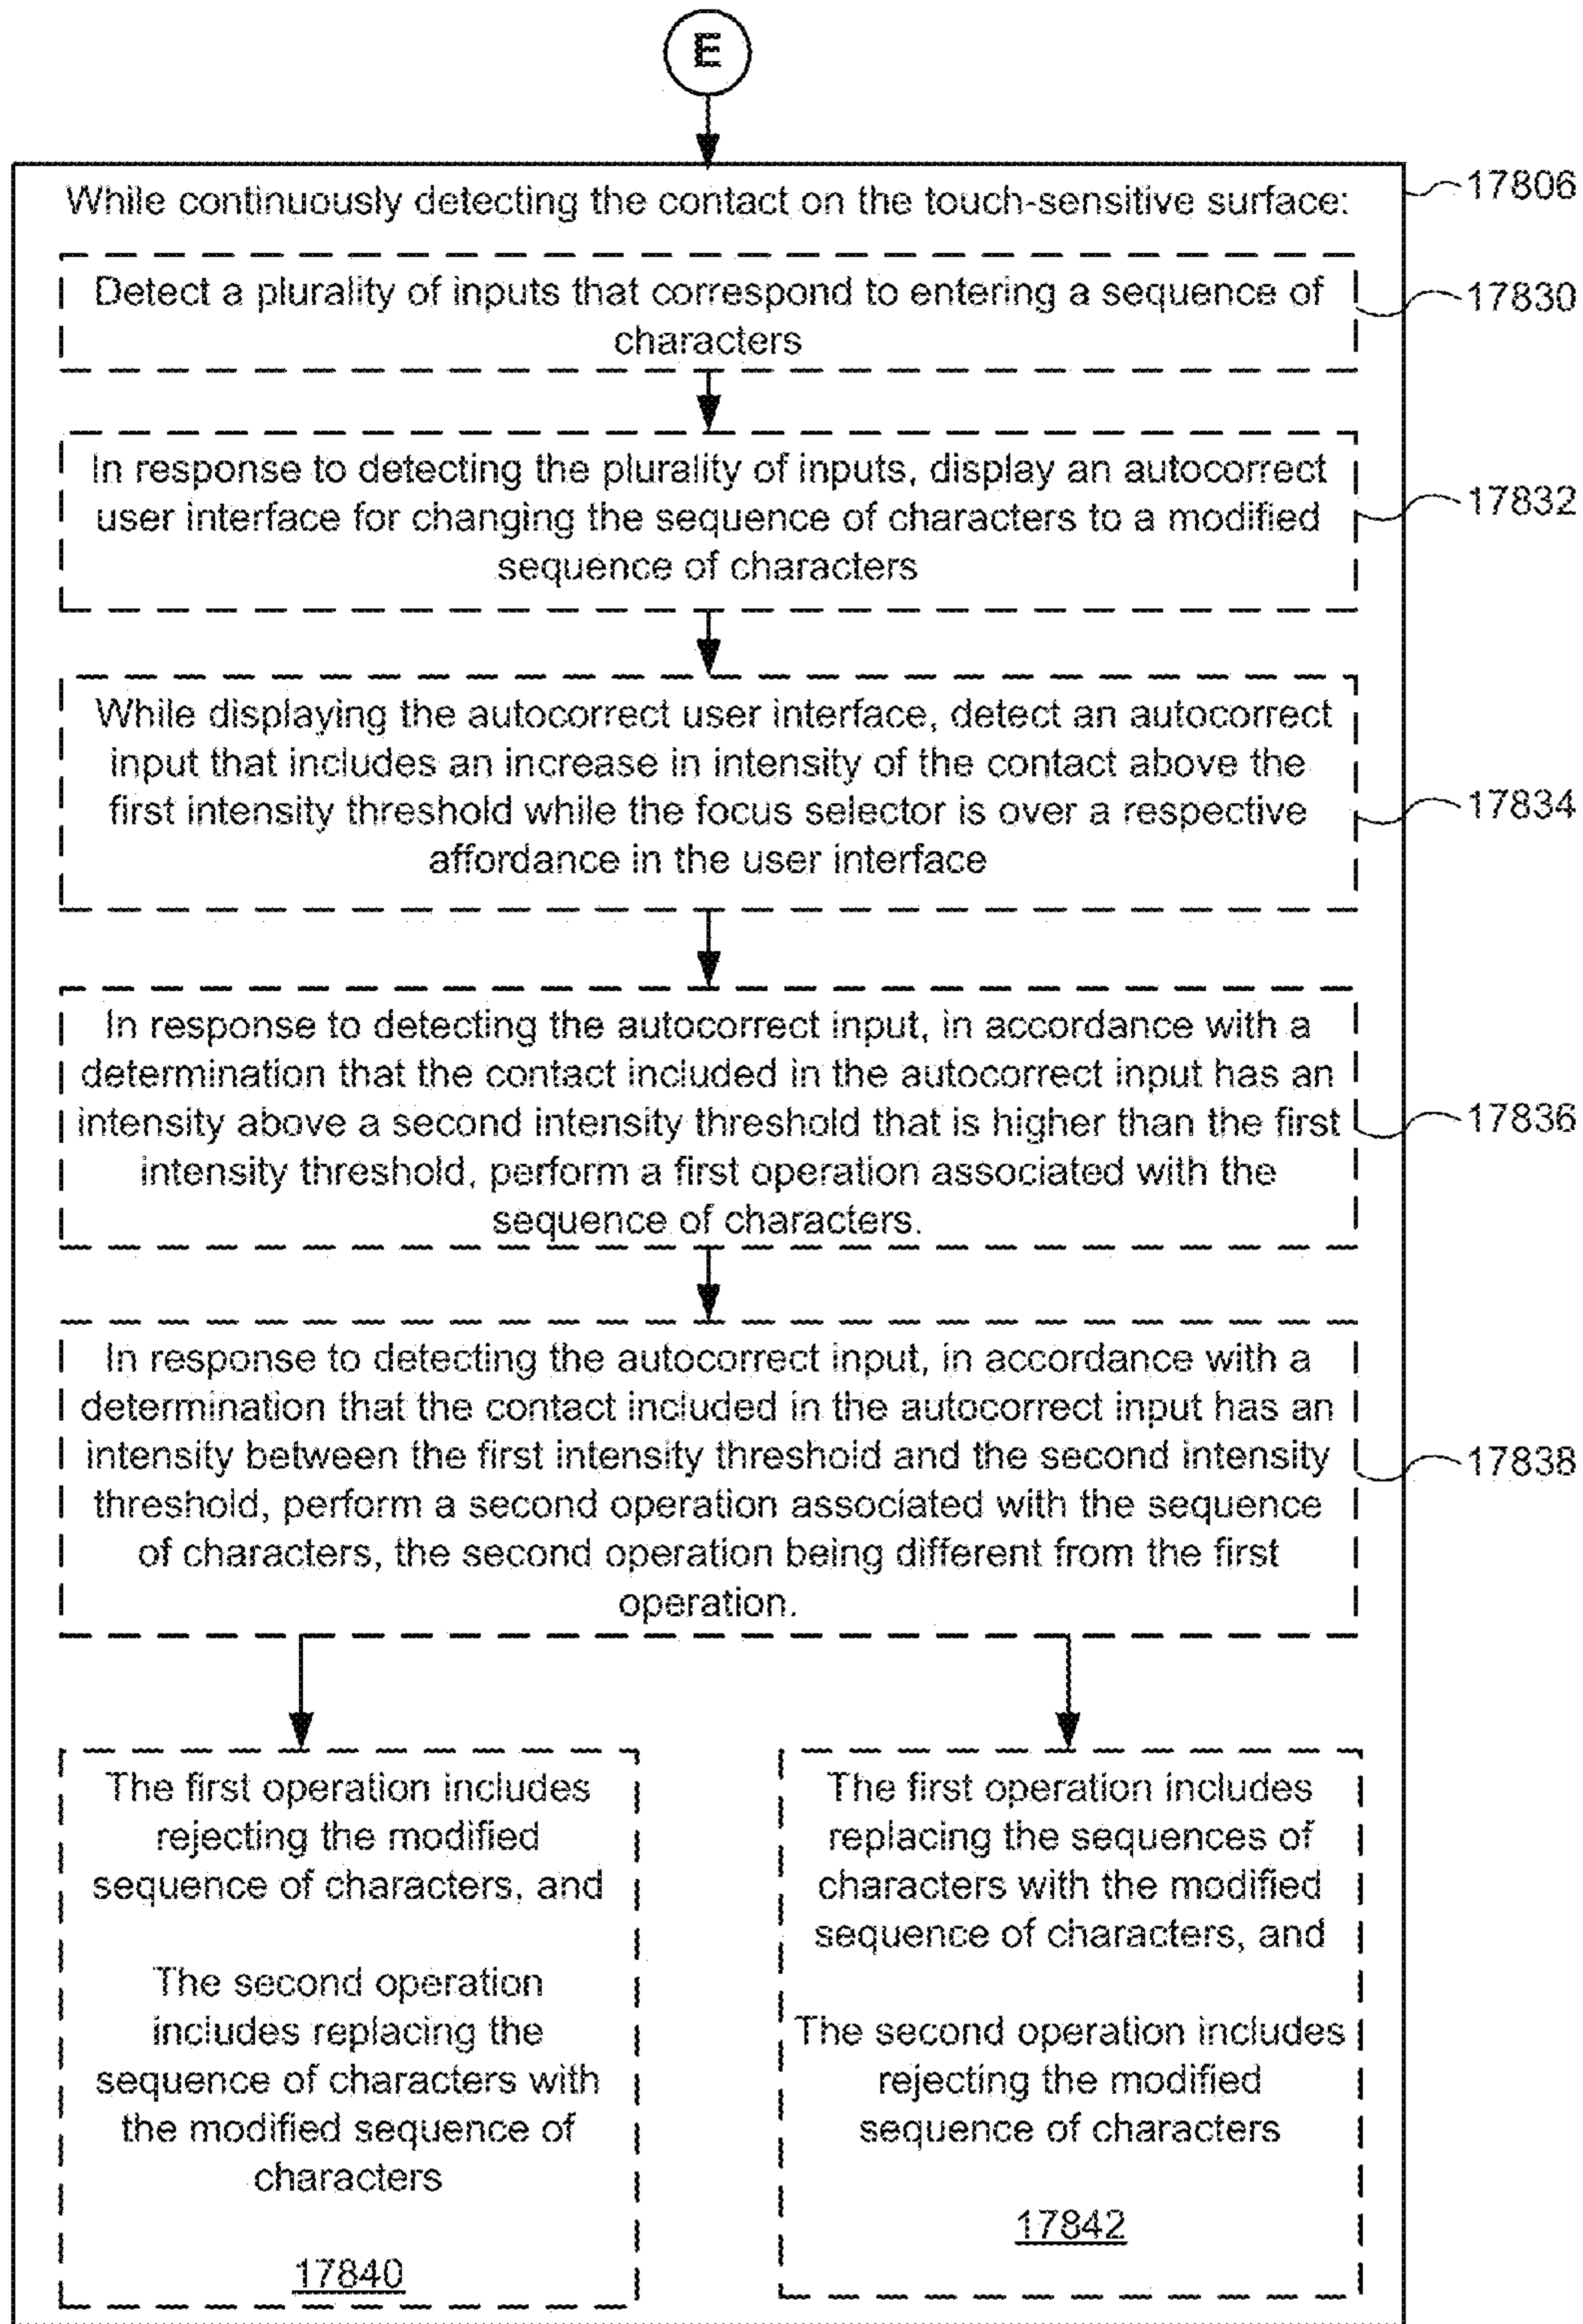 E
While continuously detecting the contact on the touch-sensitive surface:
17806
Detect a plurality of inputs that correspond to entering a sequence of
characters
17830
In response to detecting the plurality of inputs, display an autocorrect
user interface for changing the sequence of characters to a modified
sequence of characters
17832
While displaying the autocorrect user interface, detect an autocorrect
input that includes an increase in intensity of the contact above the
first intensity threshold while the focus selector is over a respective
affordance in the user interface
17834
In response to detecting the autocorrect input, in accordance with a
determination that the contact included in the autocorrect input has an
intensity above a second intensity threshold that is higher than the first
intensity threshold, perform a first operation associated with the
sequence of characters.
17836
In response to detecting the autocorrect input, in accordance with a
determination that the contact included in the autocorrect input has an
intensity between the first intensity threshold and the second intensity
threshold, perform a second operation associated with the sequence
of characters, the second operation being different from the first
operation.
17838
The first operation includes
rejecting the modified
sequence of characters, and
The second operation
includes replacing the
sequence of characters with
the modified sequence of
characters
17840
The first operation includes
replacing the sequences of
characters with the modified
sequence of characters, and
The second operation includes
rejecting the modified
sequence of characters
17842